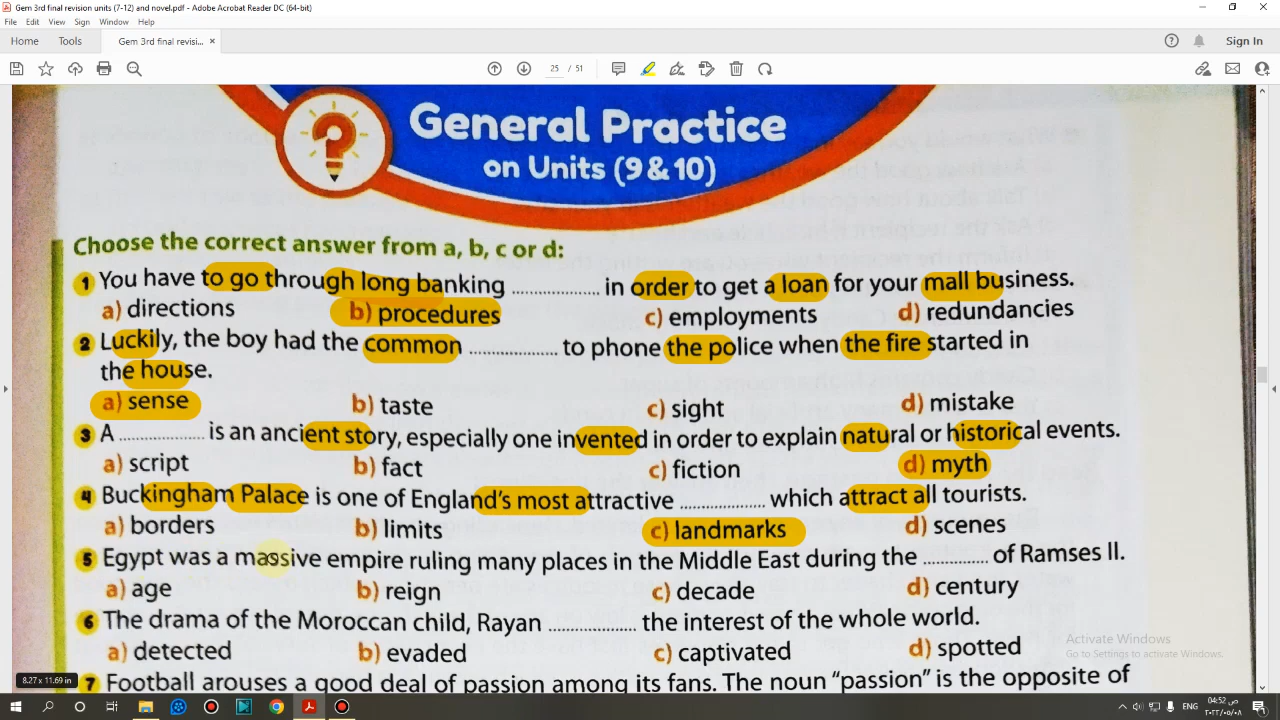 Gem 3rd final revision units (7-12) and novel.pdf - Adobe Acrobat Reader DC (64-bit)
File Edit View Sign Window Help
Home Tools Gem 3rd final revisi... × Sign In
25 / 51
General Practice
on Units (9 & 10)
Choose the correct answer from a, b, c or d:
1 You have to go through long banking ................ in order to get a loan for your mall business.
a) directions b) procedures c) employments d) redundancies
2 Luckily, the boy had the common ................ to phone the police when the fire started in
the house.
a) sense b) taste c) sight d) mistake
3 A ................ is an ancient story, especially one invented in order to explain natural or historical events.
a) script b) fact c) fiction d) myth
4 Buckingham Palace is one of England's most attractive ................ which attract all tourists.
a) borders b) limits c) landmarks d) scenes
5 Egypt was a massive empire ruling many places in the Middle East during the ............ of Ramses II.
a) age b) reign c) decade d) century
6 The drama of the Moroccan child, Rayan ................ the interest of the whole world.
a) detected b) evaded c) captivated d) spotted
Activate Windows
Go to Settings to activate Windows.
8.27 x 11.69 in
7 Football arouses a good deal of passion among its fans. The noun "passion" is the opposite of
ENG 04:52 ص
٢٠٢٢/٠٥/٠٨